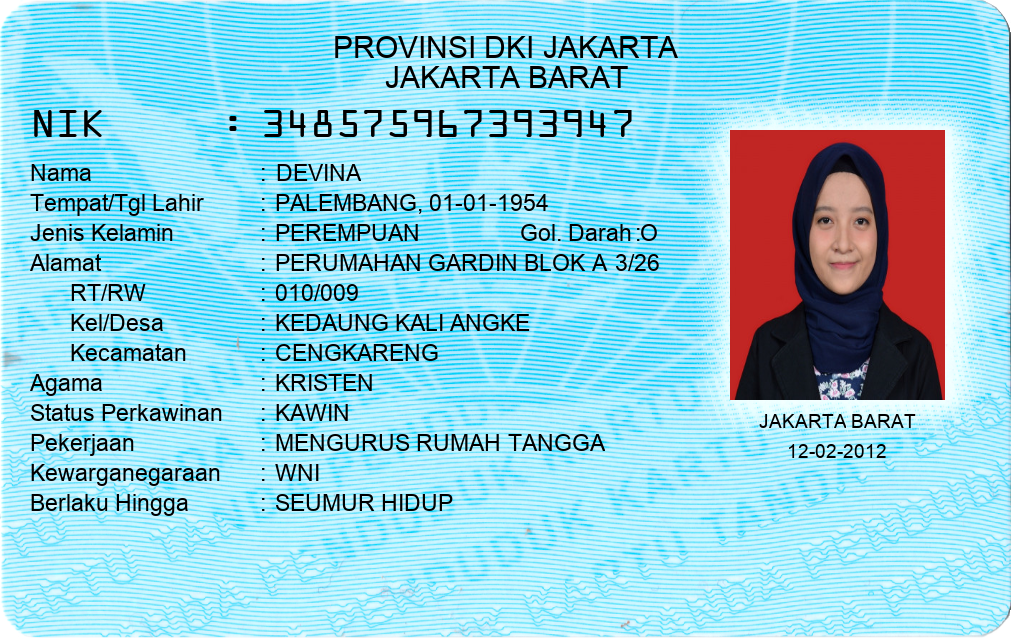 PROVINSI DKI JAKARTA
JAKARTA BARAT
NIK : 3485759673939​47
Nama : DEVINA
Tempat/Tgl Lahir : PALEMBANG, 01-01-1954
Jenis Kelamin : PEREMPUAN Gol. Darah :O
Alamat : PERUMAHAN GARDIN BLOK A 3/26
RT/RW : 010/009
Kel/Desa : KEDAUNG KALI ANGKE
Kecamatan : CENGKARENG
Agama : KRISTEN
Status Perkawinan : KAWIN
Pekerjaan : MENGURUS RUMAH TANGGA
Kewarganegaraan : WNI
Berlaku Hingga : SEUMUR HIDUP
JAKARTA BARAT
12-02-2012